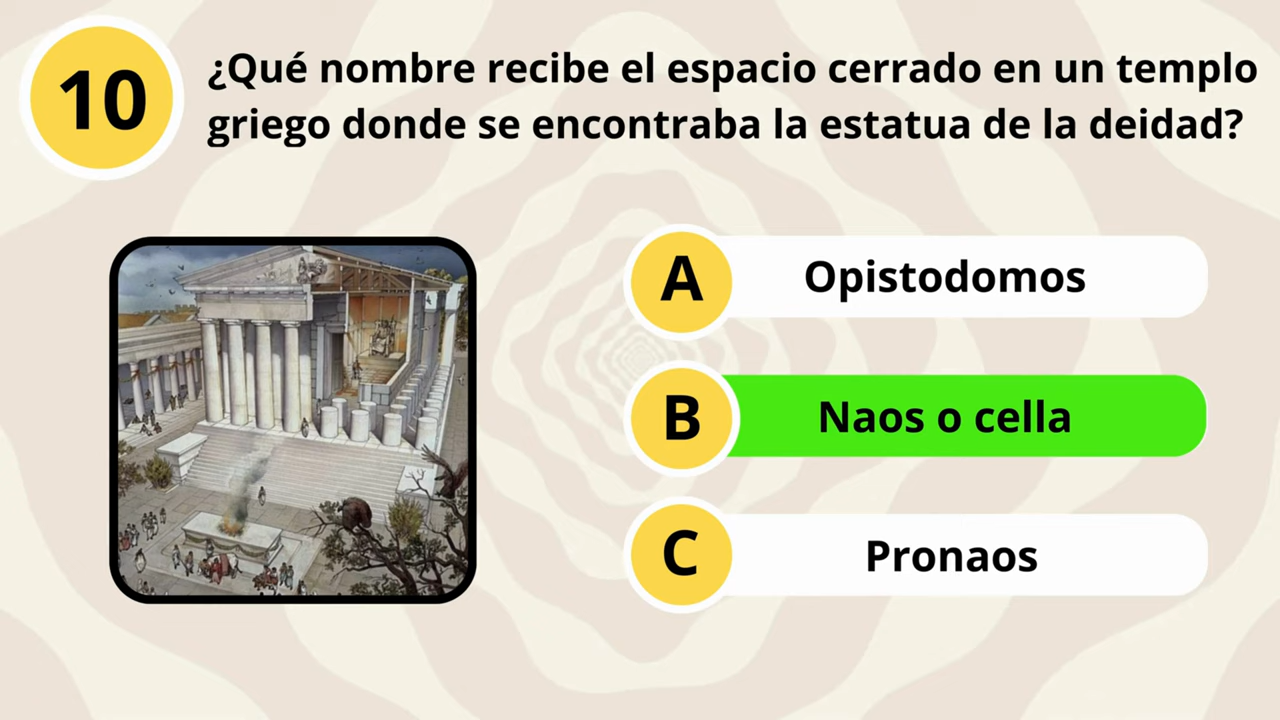 10
¿Qué nombre recibe el espacio cerrado en un templo
griego donde se encontraba la estatua de la deidad?
A Opistodomos
B Naos o cella
C Pronaos